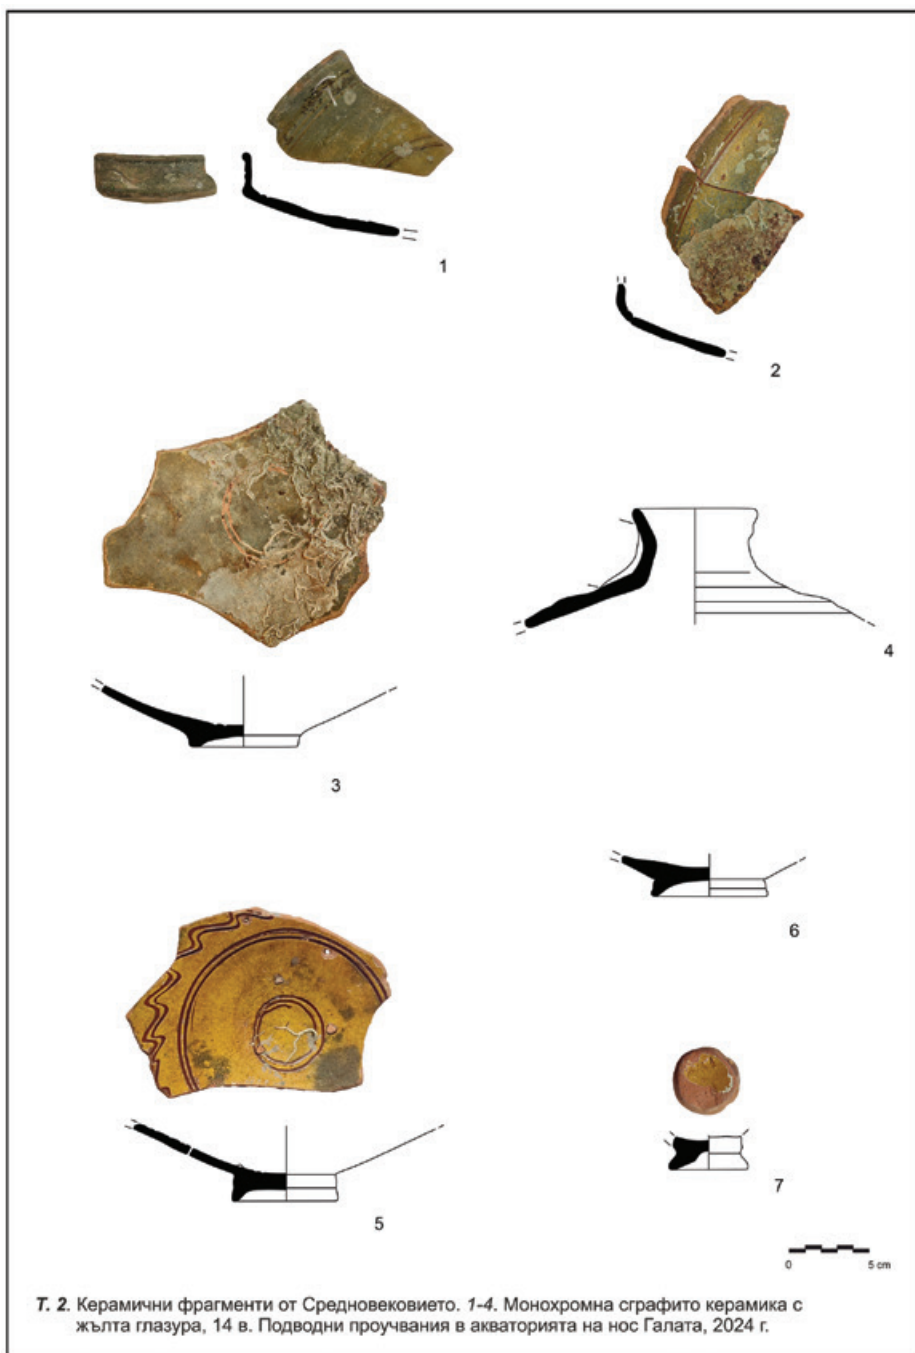 1
2
3
4
5
6
7
0 5 cm
Т. 2. Керамични фрагменти от Средновековието. 1-4. Монохромна сграфито керамика с
жълта глазура, 14 в. Подводни проучвания в акваторията на нос Галата, 2024 г.